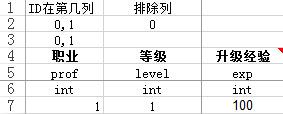 1 ID在第几列 排除列
2 0,1 0
3 0,1
4 职业 等级 升级经验
5 prof level exp
6 int int int
7 1 1 100